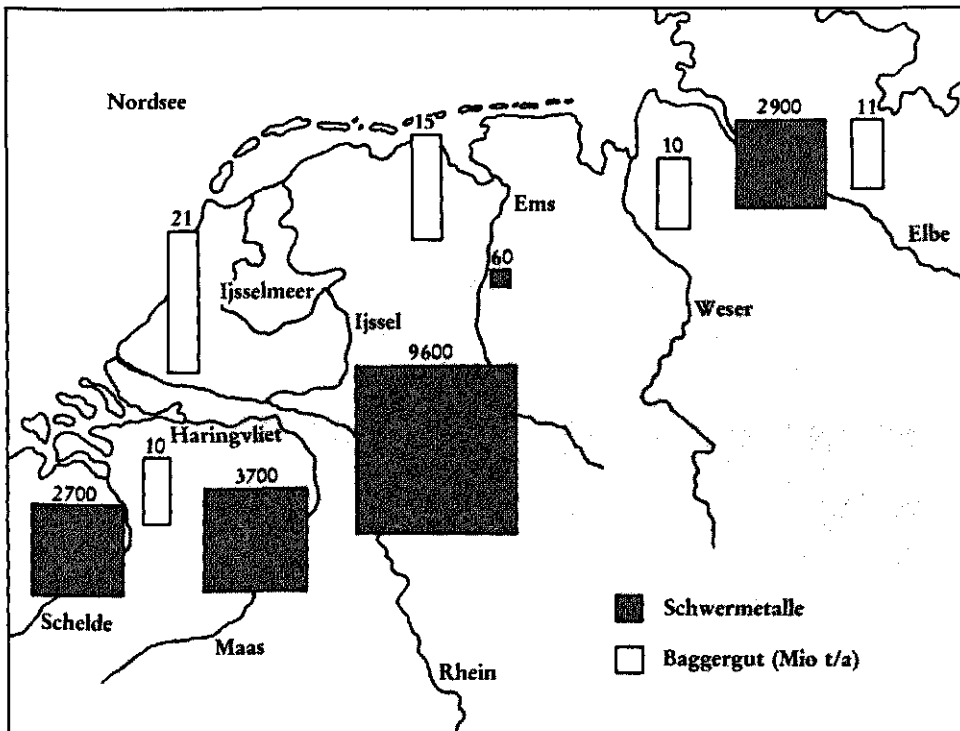 Nordsee
15
2900
11
10
21
Ems
Elbe
60
Ijsselmeer
Ijssel
Weser
9600
Haringvliet
10
3700
2700
Schwermetalle
Schelde
Maas
Baggergut (Mio t/a)
Rhein